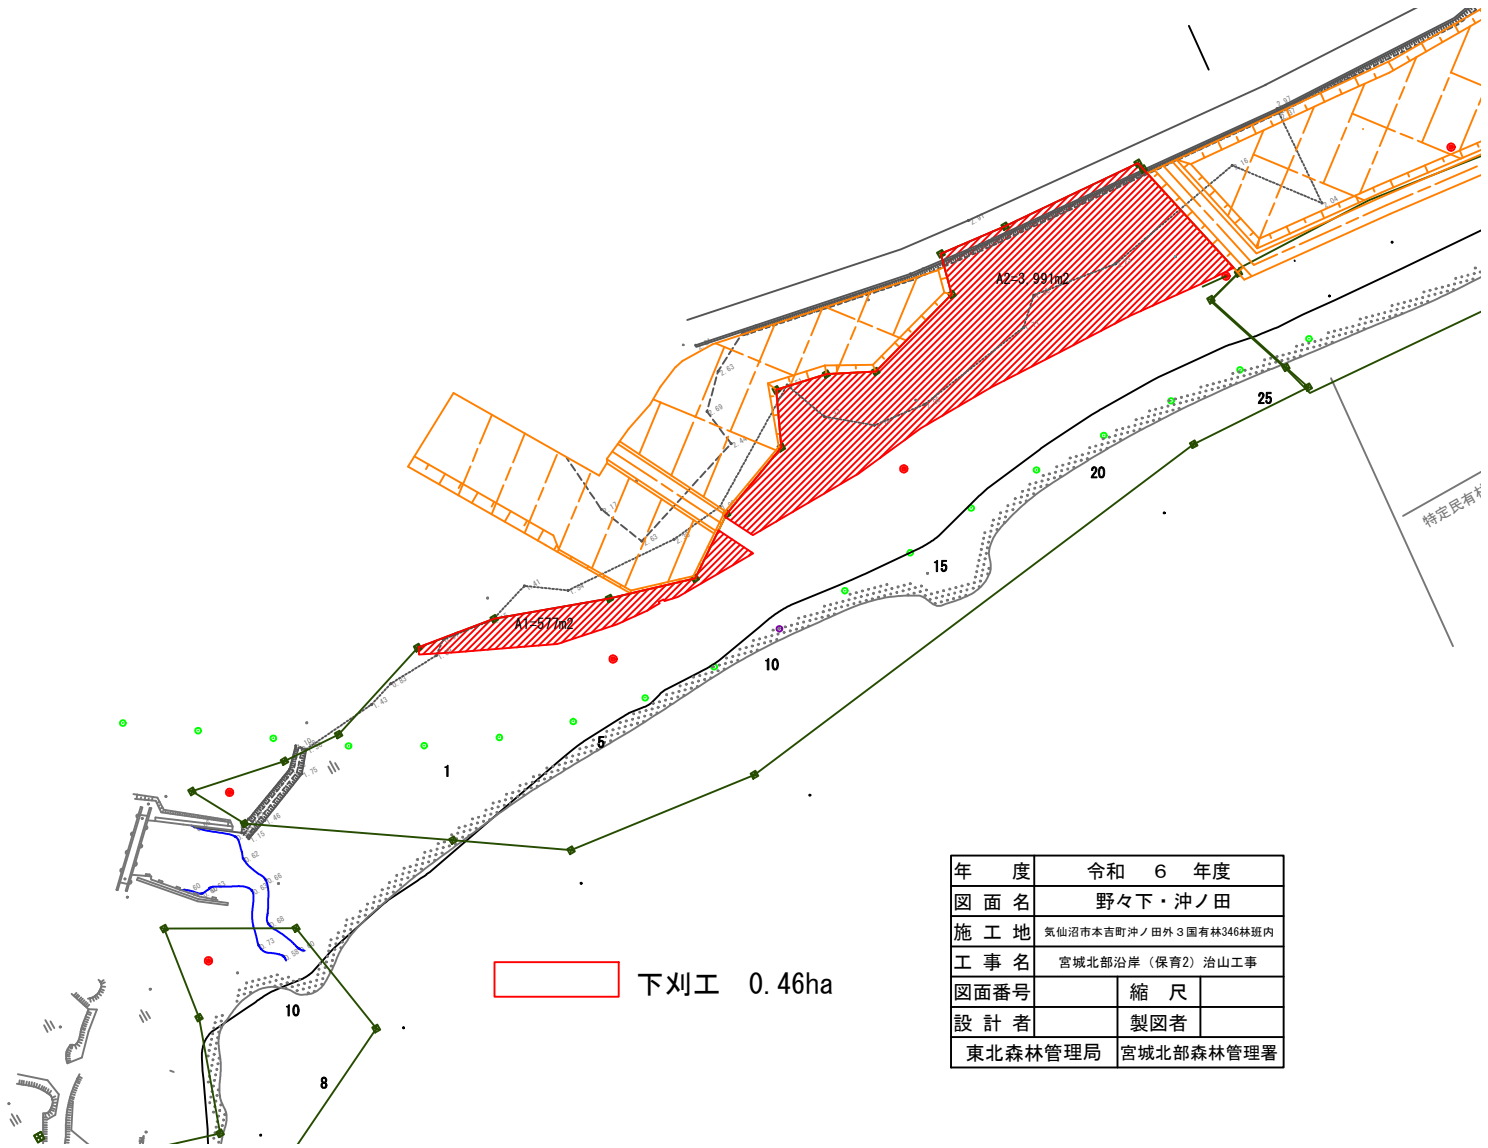 A2=3,991m2
A1=577m2
特定民有林
25
20
15
10
5
1
10
8
下刈工 0.46ha
年 度 令和 6 年度
図 面 名 野々下・沖ノ田
施 工 地 気仙沼市本吉町沖ノ田外3国有林346林班内
工 事 名 宮城北部沿岸（保育2）治山工事
図面番号 縮 尺
設 計 者 製図者
東北森林管理局 宮城北部森林管理署